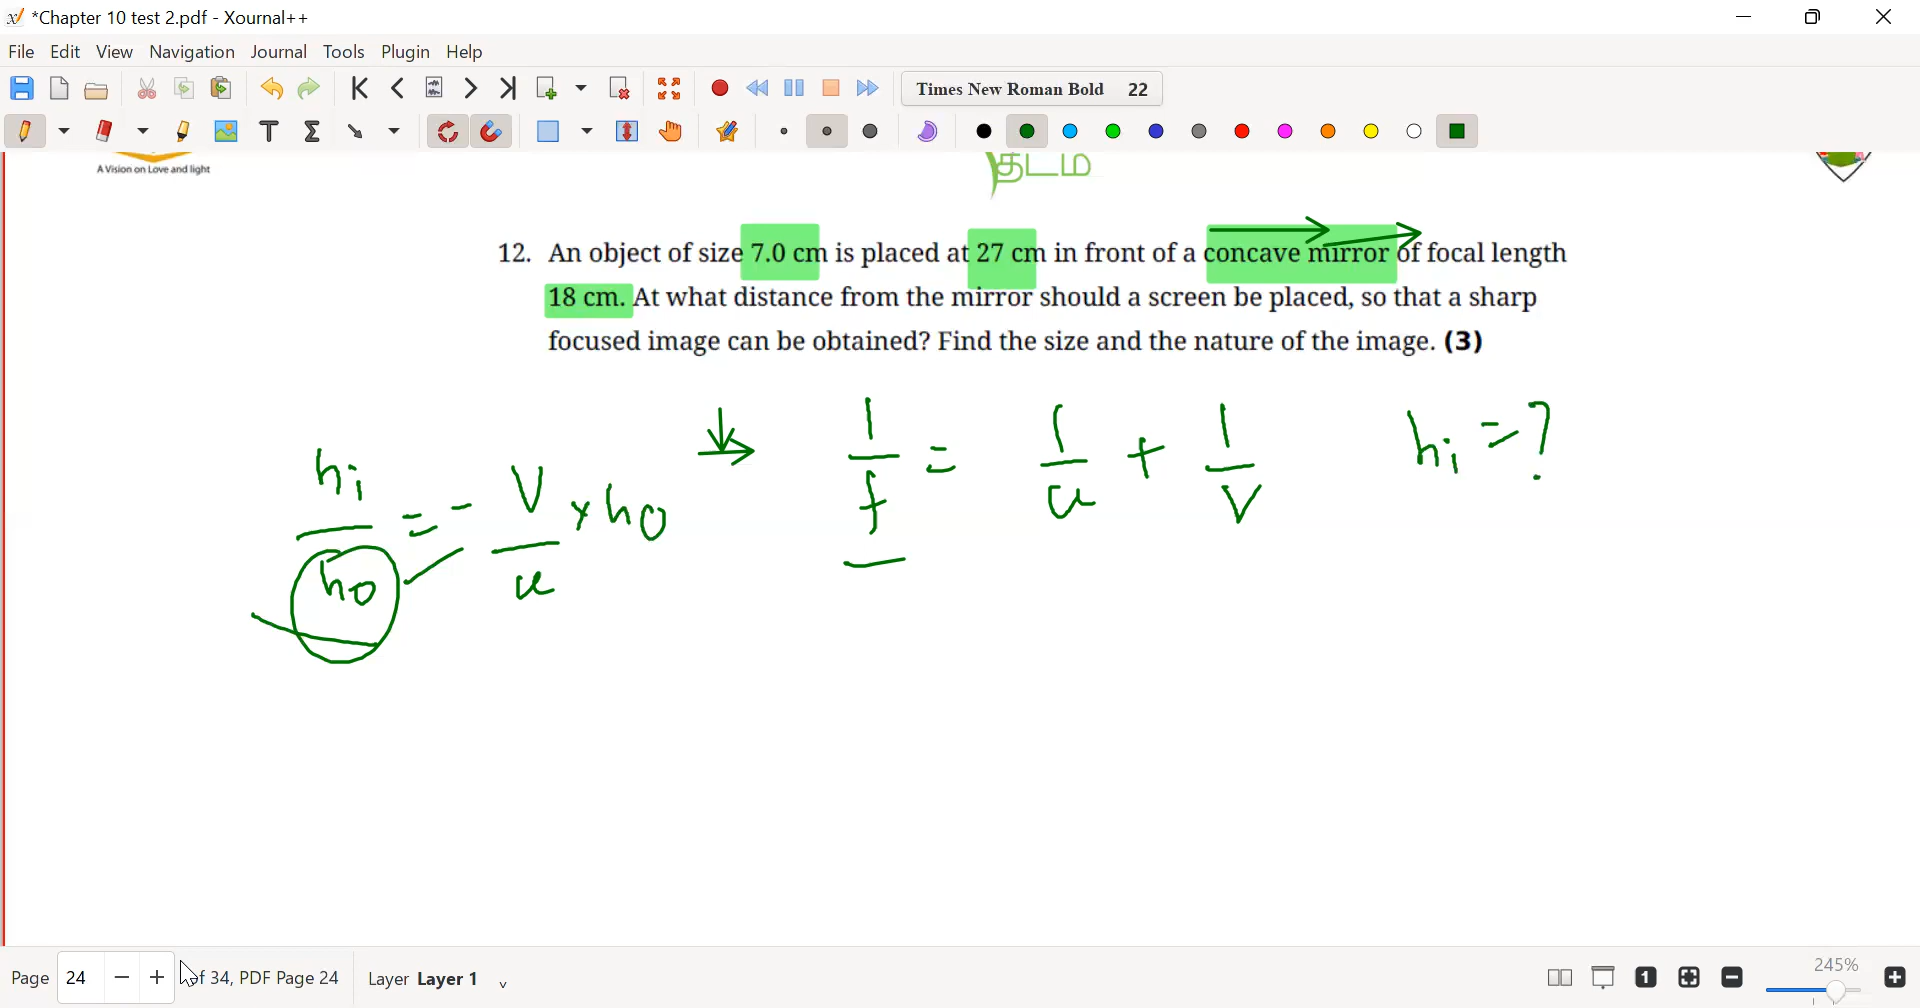 *Chapter 10 test 2.pdf - Xournal++
File Edit View Navigation Journal Tools Plugin Help
Times New Roman Bold 22
A Vision on Love and light
தடம்
12. An object of size 7.0 cm is placed at 27 cm in front of a concave mirror of focal length
18 cm. At what distance from the mirror should a screen be placed, so that a sharp
focused image can be obtained? Find the size and the nature of the image. (3)
hi/ho = - v/u × ho
1/f = 1/u + 1/v
hi = ?
Page 24 of 34, PDF Page 24 Layer Layer 1
1
245%